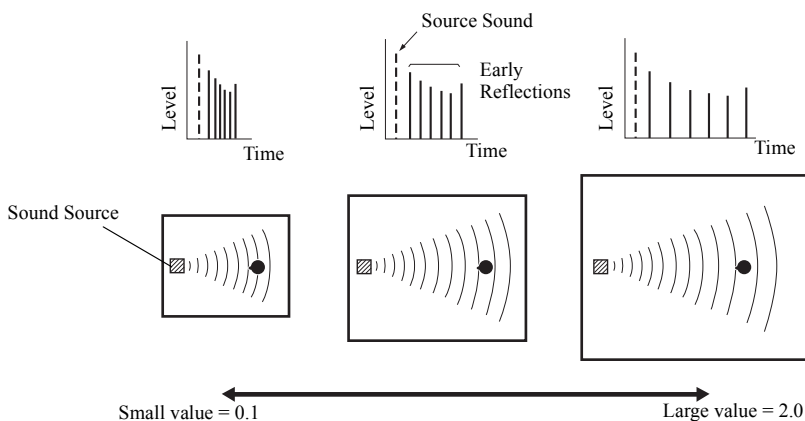 Source Sound
Level
Time
Level
Early
Reflections
Time
Level
Time
Sound Source
Small value = 0.1
Large value = 2.0